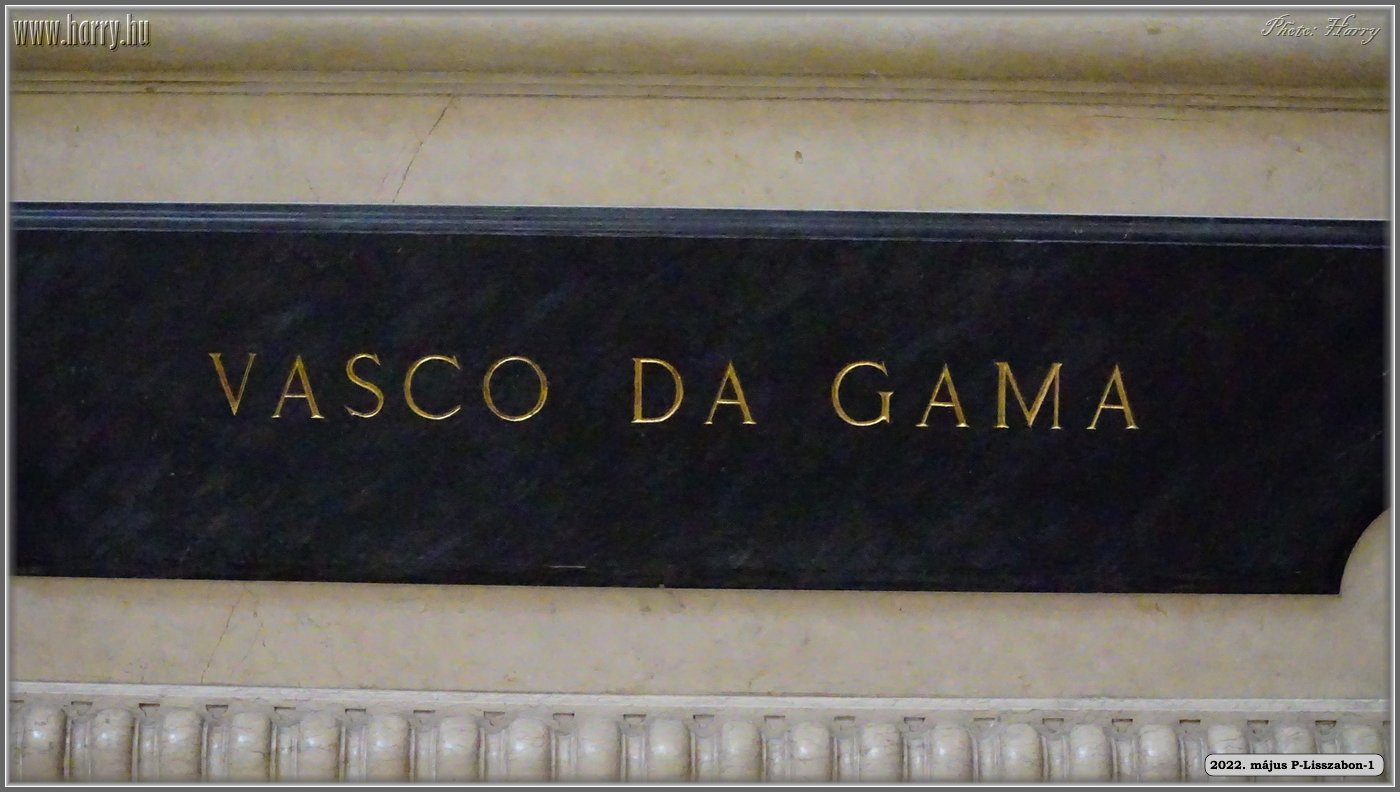 www.harry.hu
Photo: Harry
VASCO DA GAMA
2022. május P-Lisszabon-1